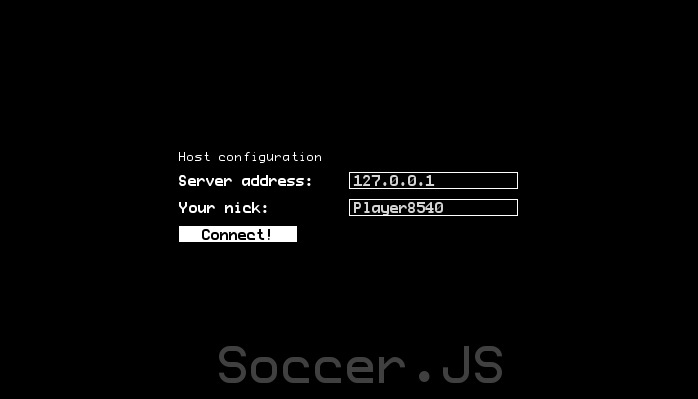 Host configuration
Server address: 127.0.0.1
Your nick: Player8540
Connect!
Soccer.JS